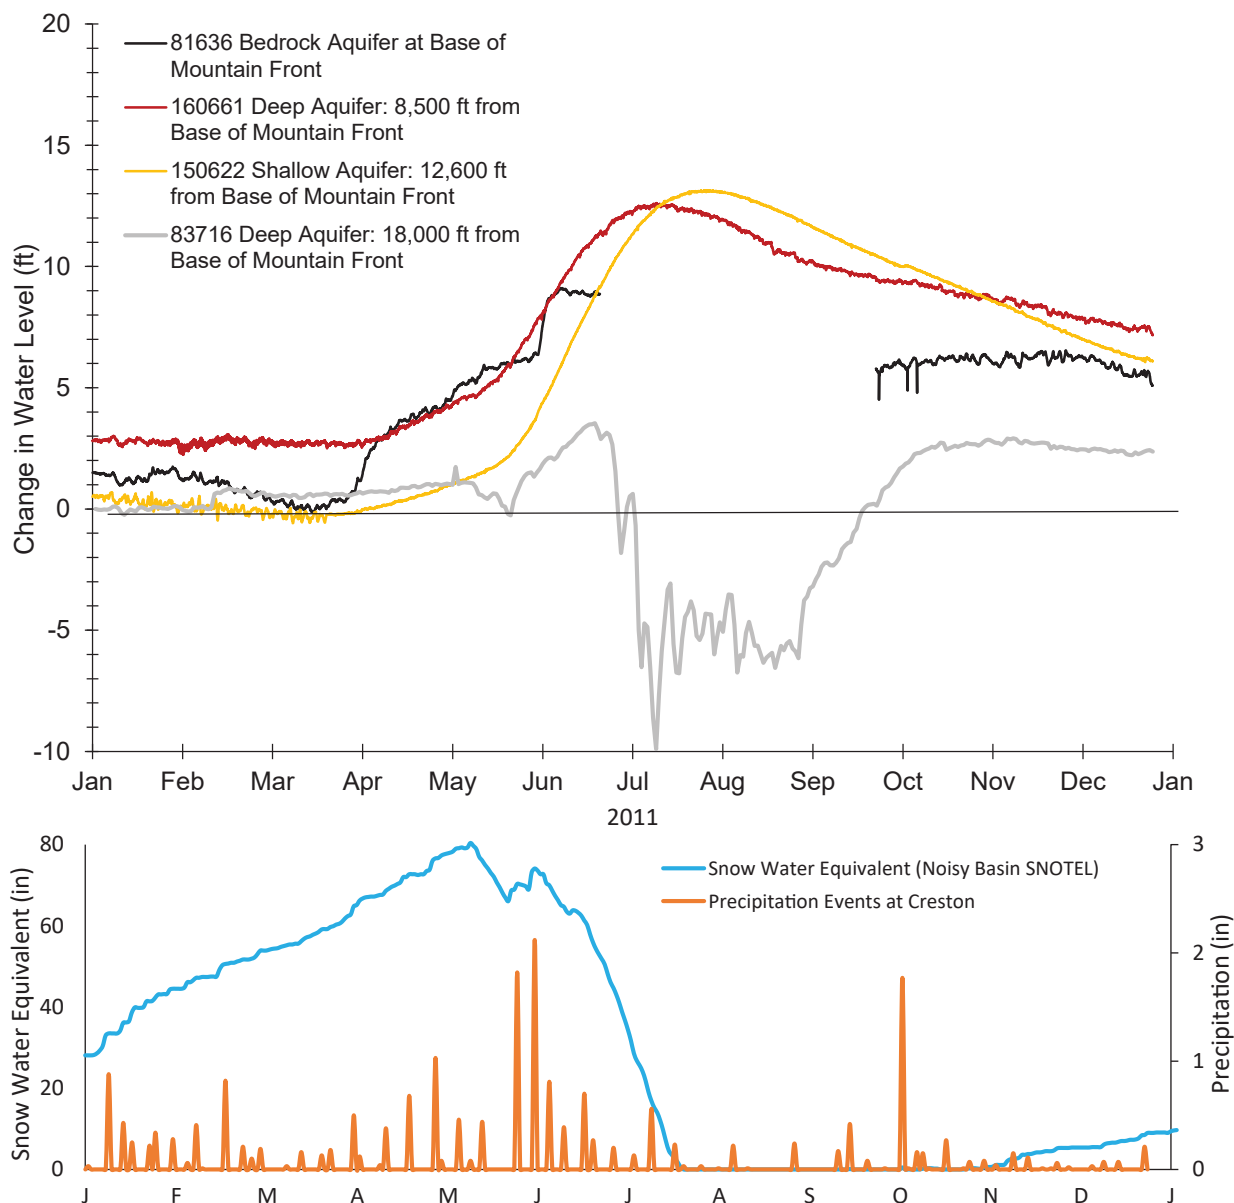 20
81636 Bedrock Aquifer at Base of
Mountain Front
160661 Deep Aquifer: 8,500 ft from
Base of Mountain Front
15
150622 Shallow Aquifer: 12,600 ft
from Base of Mountain Front
83716 Deep Aquifer: 18,000 ft from
Base of Mountain Front
10
Change in Water Level (ft)
5
0
-5
-10
Jan Feb Mar Apr May Jun Jul Aug Sep Oct Nov Dec Jan
2011
80 3
Snow Water Equivalent (Noisy Basin SNOTEL)
Precipitation Events at Creston
60
2
Snow Water Equivalent (in)
Precipitation (in)
40
1
20
0 0
J F M A M J J A S O N D J